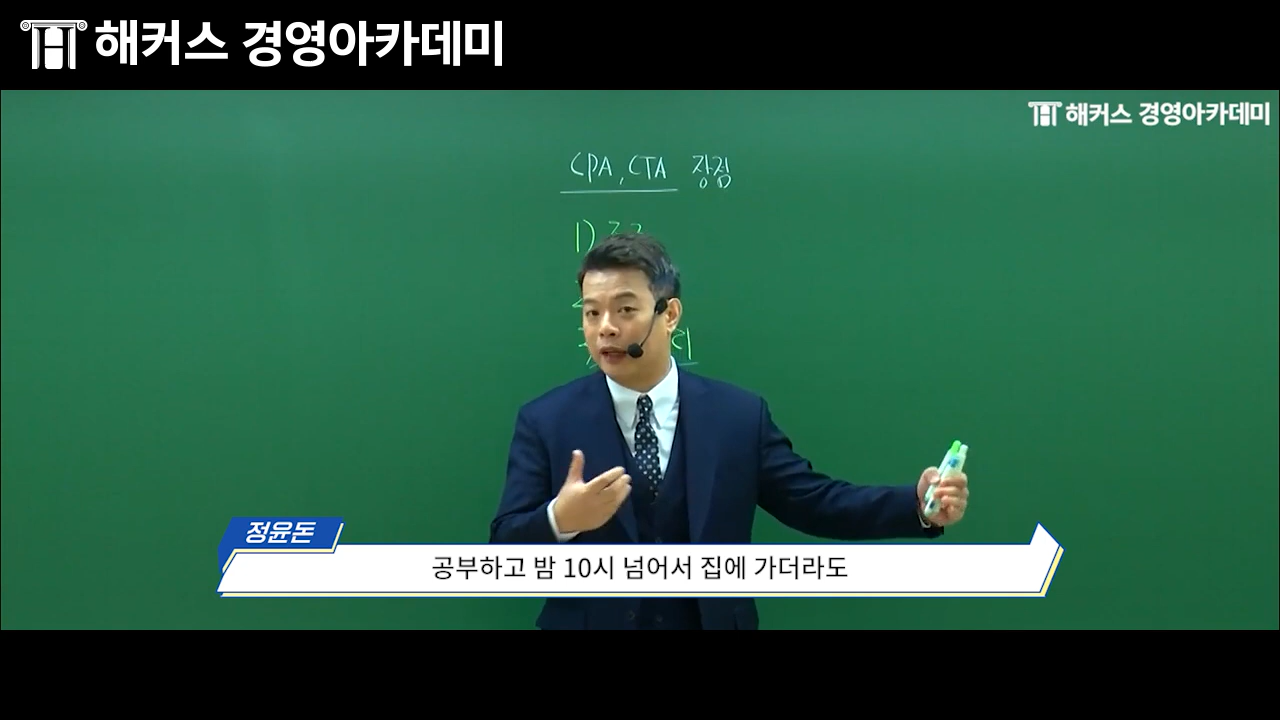 해커스 경영아카데미
해커스 경영아카데미
CPA, CTA 장점
1)
정윤돈
공부하고 밤 10시 넘어서 집에 가더라도